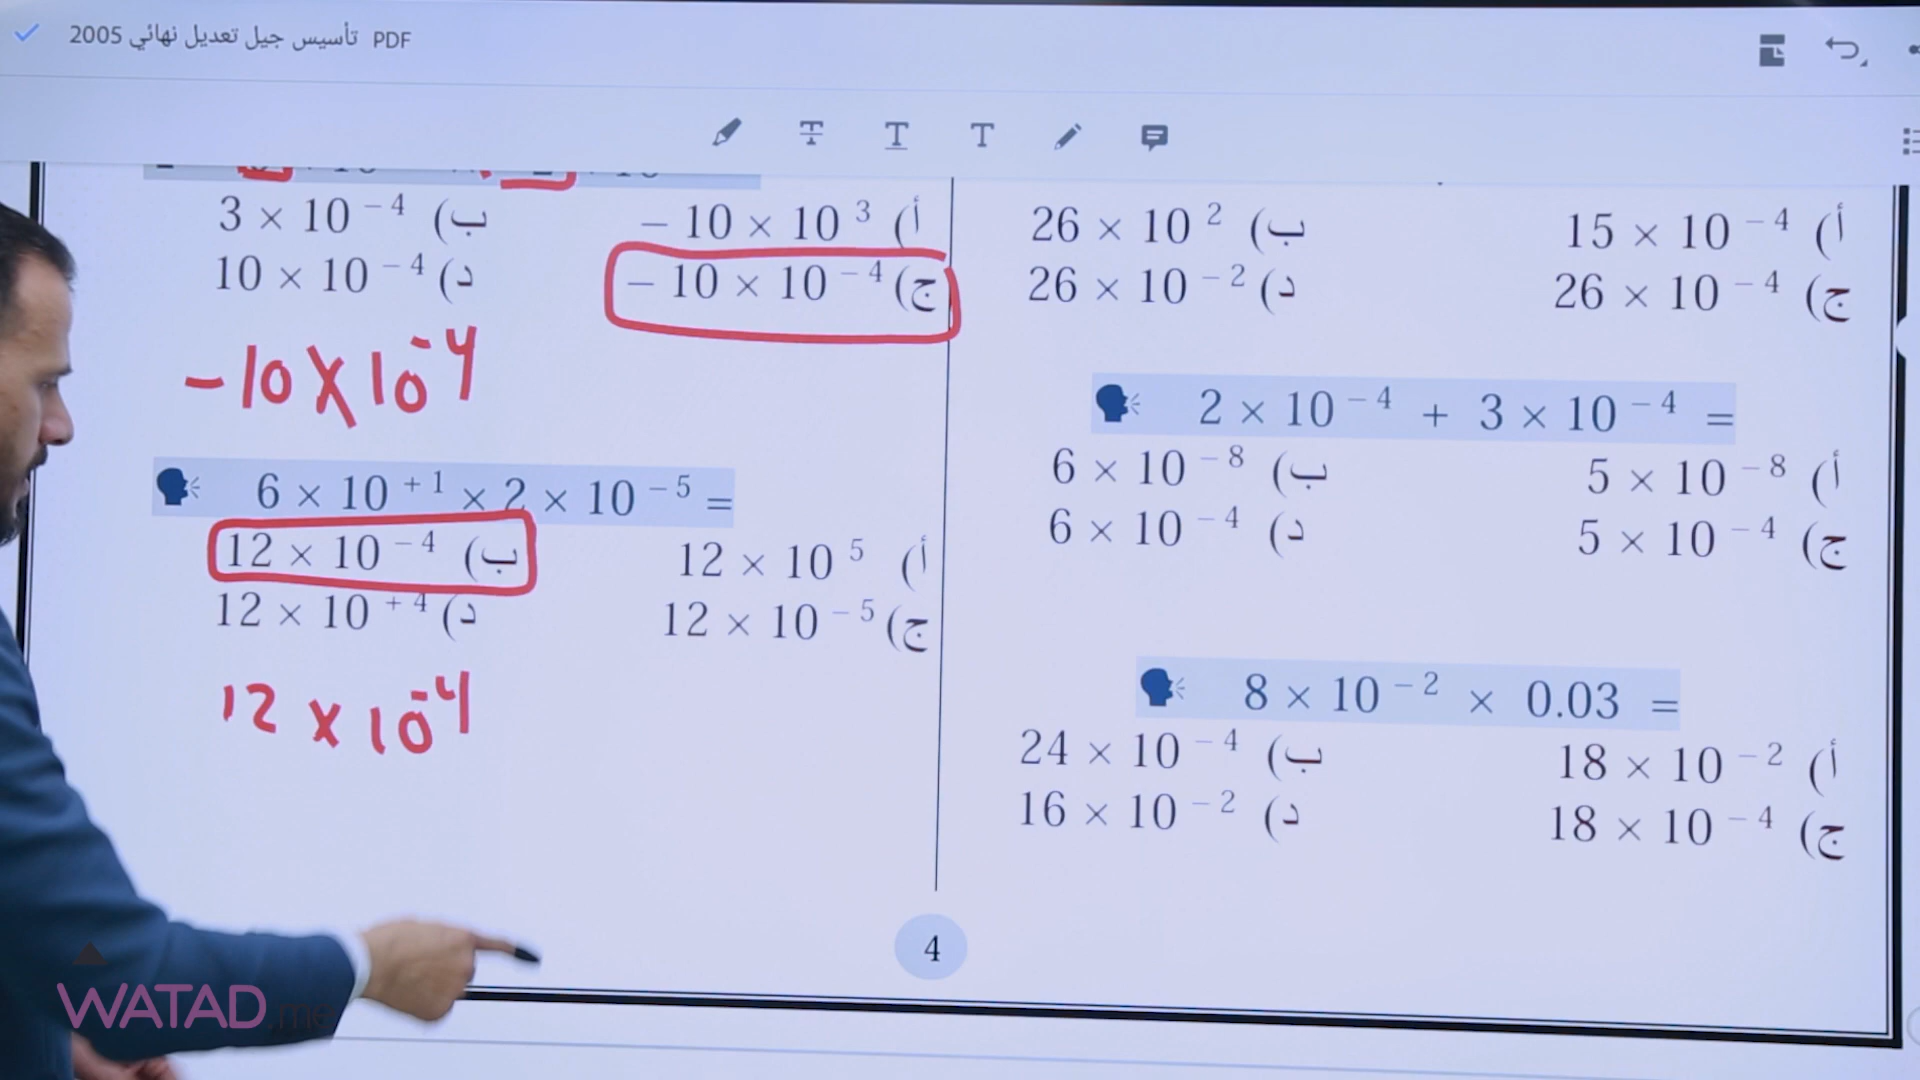 تأسيس جيل تعديل نهائي 2005 PDF
أ) 15 × 10 ⁻⁴
ب) 26 × 10 ²
ج) 26 × 10 ⁻⁴
د) 26 × 10 ⁻²
2 × 10 ⁻⁴ + 3 × 10 ⁻⁴ =
أ) 5 × 10 ⁻⁸
ب) 6 × 10 ⁻⁸
ج) 5 × 10 ⁻⁴
د) 6 × 10 ⁻⁴
8 × 10 ⁻² × 0.03 =
أ) 18 × 10 ⁻²
ب) 24 × 10 ⁻⁴
ج) 18 × 10 ⁻⁴
د) 16 × 10 ⁻²
أ) − 10 × 10 ³
ب) 3 × 10 ⁻⁴
ج) − 10 × 10 ⁻⁴
د) 10 × 10 ⁻⁴
-10 X 10⁻⁴
6 × 10 ⁺¹ × 2 × 10 ⁻⁵ =
أ) 12 × 10 ⁵
ب) 12 × 10 ⁻⁴
ج) 12 × 10 ⁻⁵
د) 12 × 10 ⁺⁴
12 x 10⁻⁴
4
WATAD.me